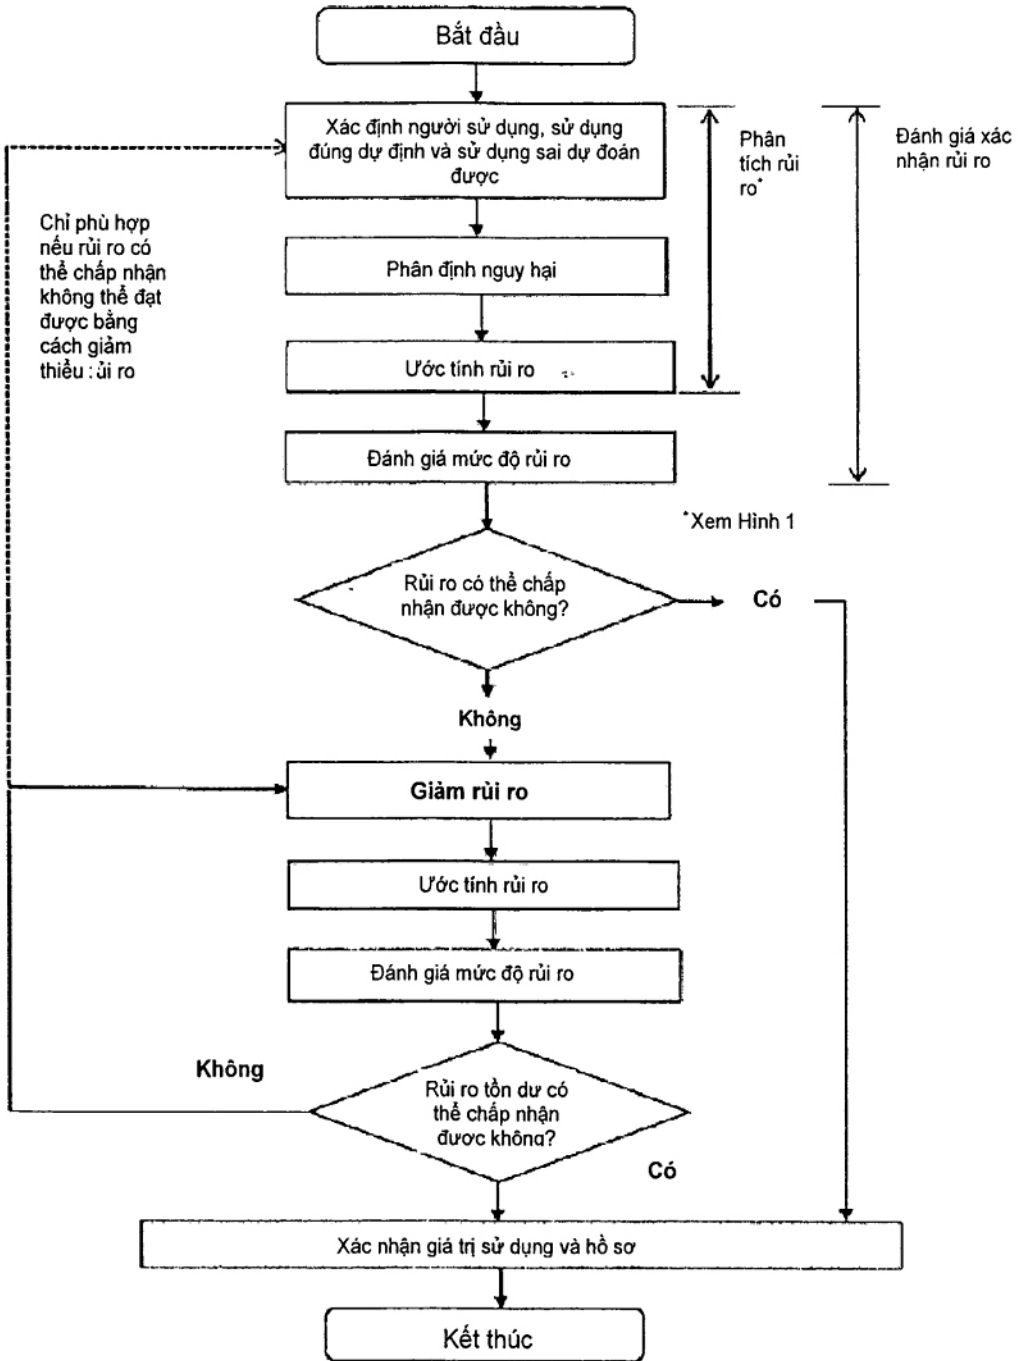 Bắt đầu
Xác định người sử dụng, sử dụng
đúng dự định và sử dụng sai dự đoán
được
Phân
tích rủi
ro*
Đánh giá xác
nhận rủi ro
Chỉ phù hợp
nếu rủi ro có
thể chấp nhận
không thể đạt
được bằng
cách giảm
thiểu :ủi ro
Phân định nguy hại
Ước tính rủi ro
Đánh giá mức độ rủi ro
*Xem Hình 1
Rủi ro có thể chấp
nhận được không?
Có
Không
Giảm rủi ro
Ước tính rủi ro
Đánh giá mức độ rủi ro
Không
Rủi ro tồn dư có
thể chấp nhận
được không?
Có
Xác nhận giá trị sử dụng và hồ sơ
Kết thúc